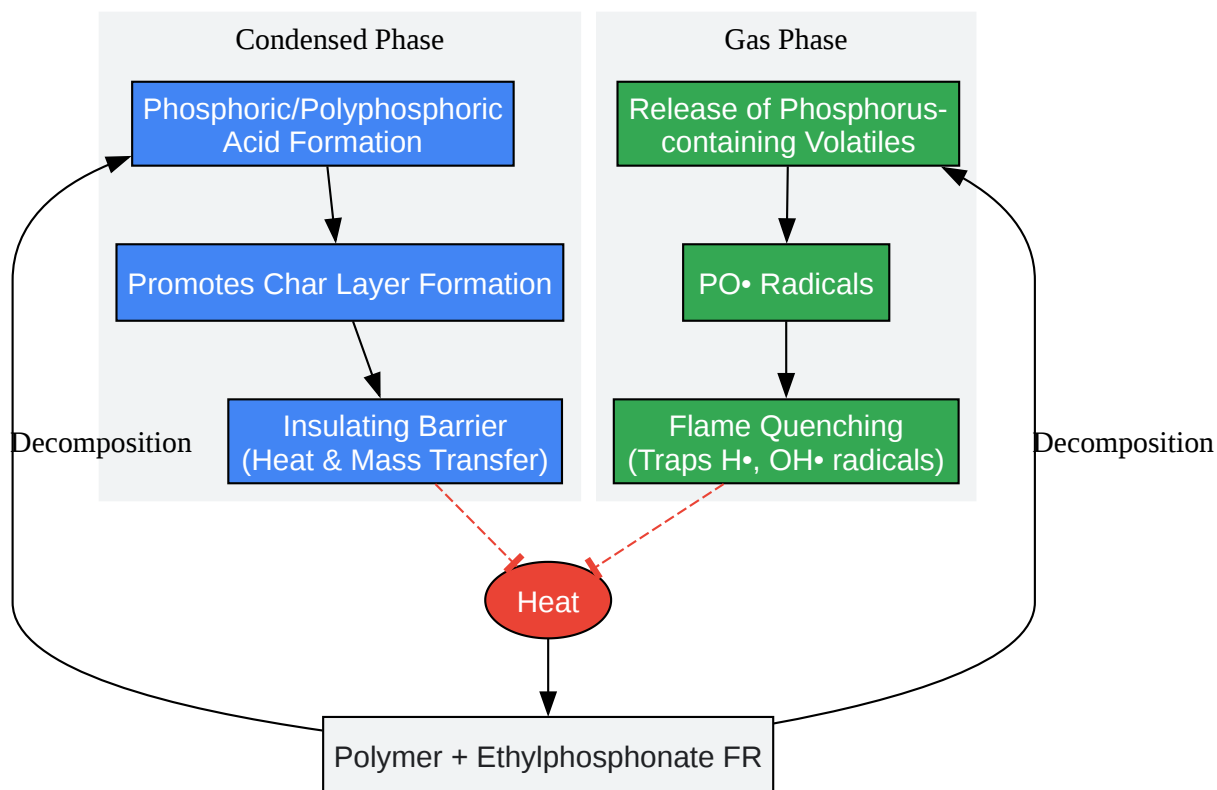 Condensed Phase
Phosphoric/Polyphosphoric
Acid Formation
Promotes Char Layer Formation
Insulating Barrier
(Heat & Mass Transfer)
Gas Phase
Release of Phosphorus-
containing Volatiles
PO• Radicals
Flame Quenching
(Traps H•, OH• radicals)
Decomposition
Decomposition
Heat
Polymer + Ethylphosphonate FR